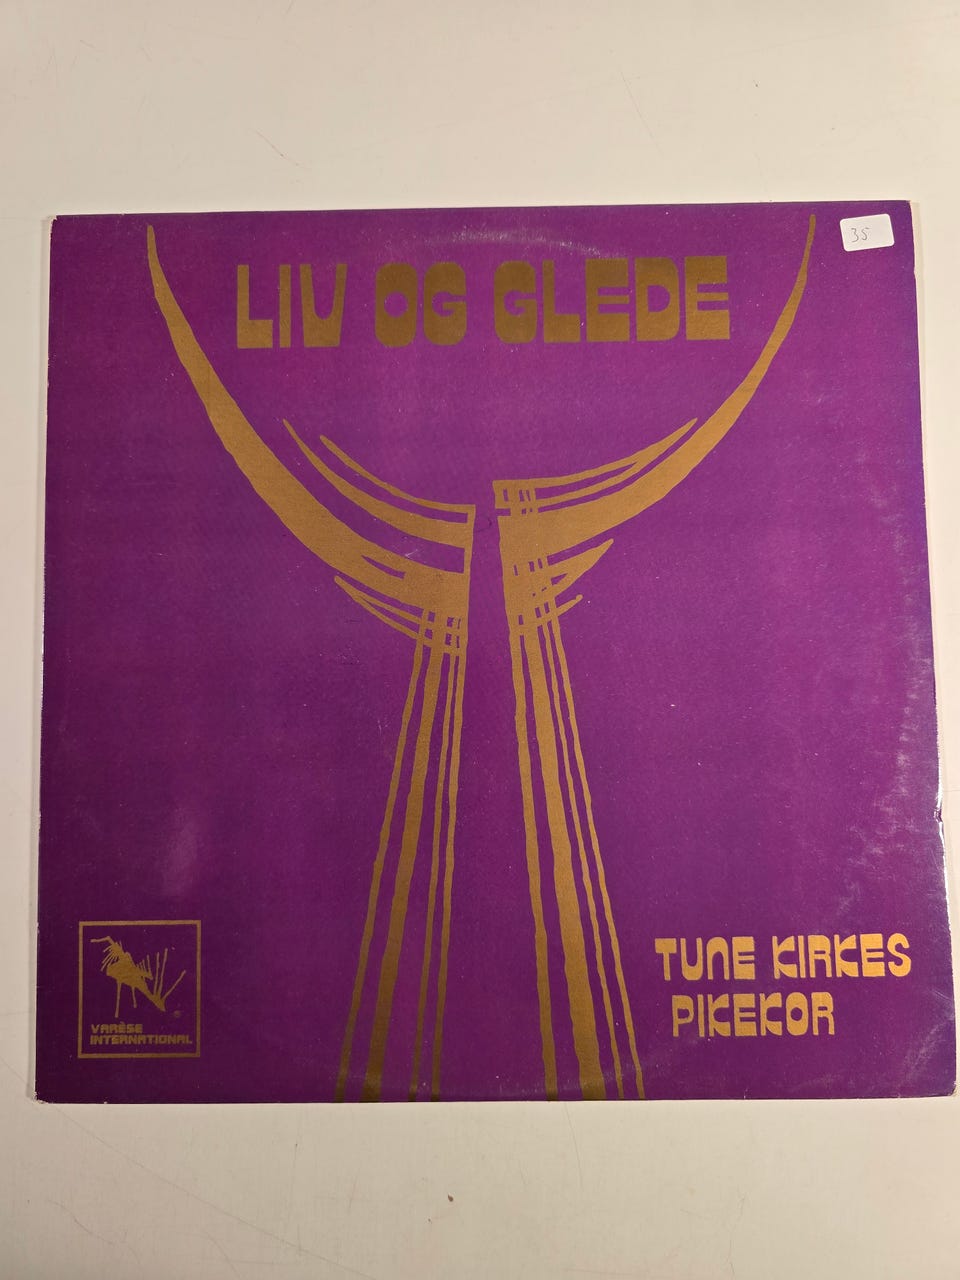 LIV OG GLEDE
35
TUNE KIRKES
PIKEKOR
VARÈSE
INTERNATIONAL
®